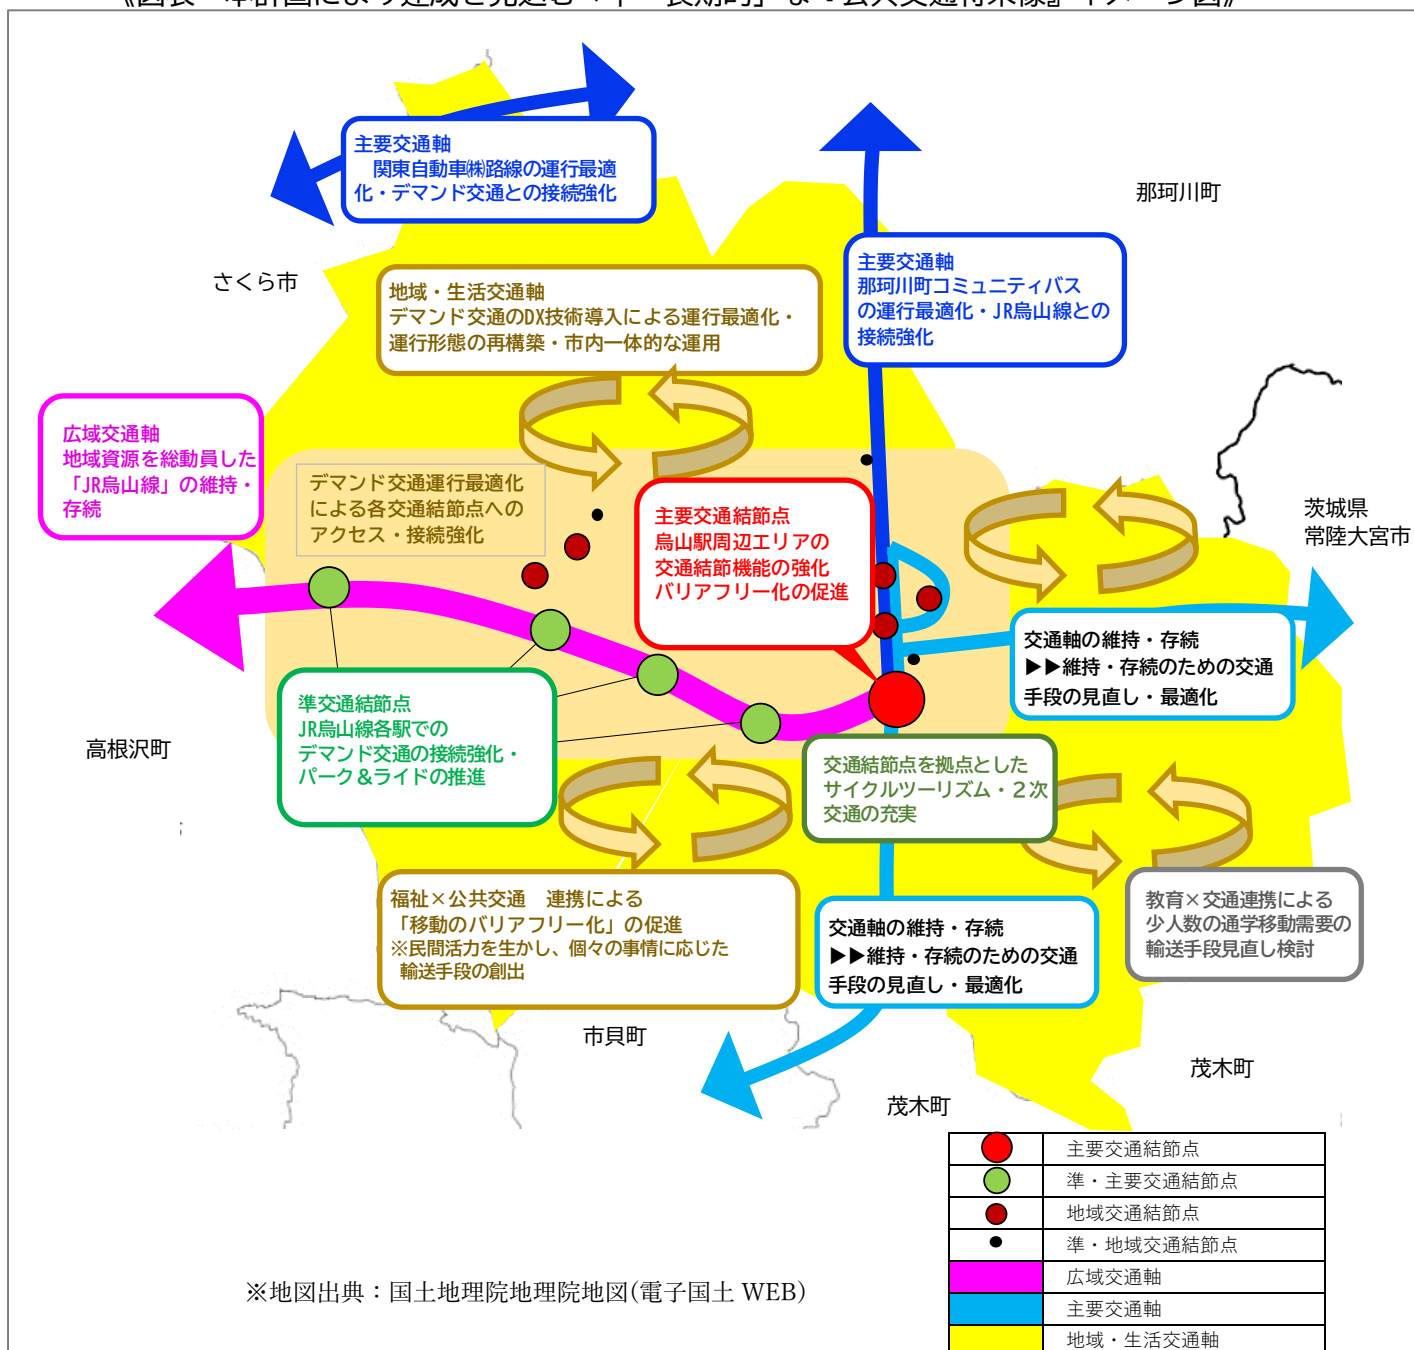 主要交通軸
関東自動車㈱路線の運行最適
化・デマンド交通との接続強化
那珂川町
さくら市
主要交通軸
那珂川町コミュニティバス
の運行最適化・JR烏山線との
接続強化
地域・生活交通軸
デマンド交通のDX技術導入による運行最適化・
運行形態の再構築・市内一体的な運用
広域交通軸
地域資源を総動員した
「JR烏山線」の維持・
存続
デマンド交通運行最適化
による各交通結節点への
アクセス・接続強化
主要交通結節点
烏山駅周辺エリアの
交通結節機能の強化
バリアフリー化の促進
茨城県
常陸大宮市
交通軸の維持・存続
▶▶維持・存続のための交通
手段の見直し・最適化
準交通結節点
JR烏山線各駅での
デマンド交通の接続強化・
パーク＆ライドの推進
高根沢町
交通結節点を拠点とした
サイクルツーリズム・２次
交通の充実
福祉×公共交通　連携による
「移動のバリアフリー化」の促進
※民間活力を生かし、個々の事情に応じた
輸送手段の創出
交通軸の維持・存続
▶▶維持・存続のための交通
手段の見直し・最適化
教育×交通連携による
少人数の通学移動需要の
輸送手段見直し検討
市貝町
茂木町
茂木町
主要交通結節点
準・主要交通結節点
地域交通結節点
準・地域交通結節点
広域交通軸
主要交通軸
地域・生活交通軸
※地図出典：国土地理院地理院地図(電子国土 WEB)